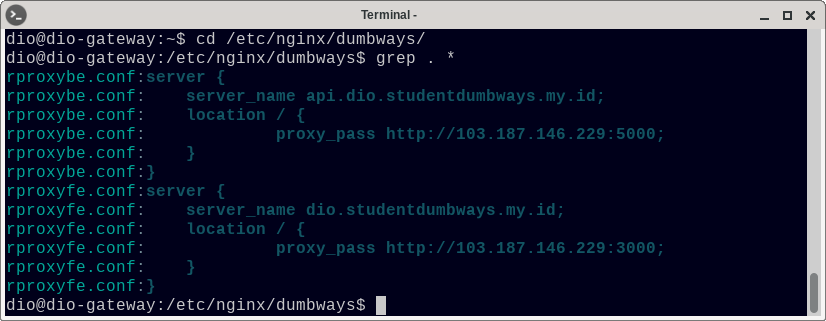 Terminal -
dio@dio-gateway:~$ cd /etc/nginx/dumbways/
dio@dio-gateway:/etc/nginx/dumbways$ grep . *
rproxybe.conf:server {
rproxybe.conf:    server_name api.dio.studentdumbways.my.id;
rproxybe.conf:    location / {
rproxybe.conf:             proxy_pass http://103.187.146.229:5000;
rproxybe.conf:    }
rproxybe.conf:}
rproxyfe.conf:server {
rproxyfe.conf:    server_name dio.studentdumbways.my.id;
rproxyfe.conf:    location / {
rproxyfe.conf:             proxy_pass http://103.187.146.229:3000;
rproxyfe.conf:    }
rproxyfe.conf:}
dio@dio-gateway:/etc/nginx/dumbways$